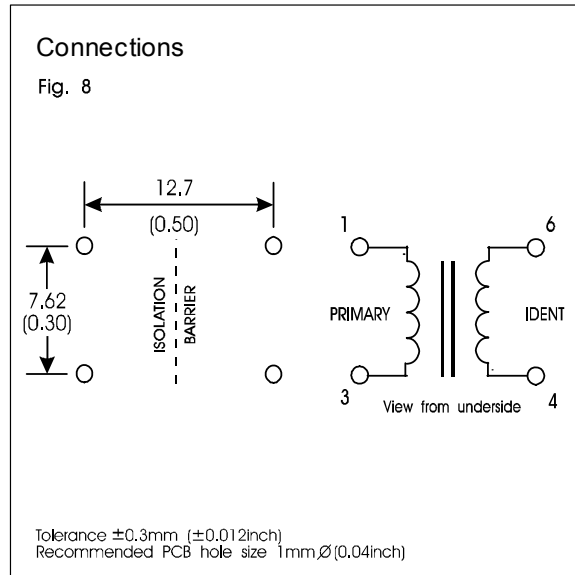 Connections
Fig. 8
12.7
(0.50)
7.62
(0.30)
ISOLATION
BARRIER
1
6
PRIMARY
IDENT
3
4
View from underside
Tolerance ±0.3mm (±0.012inch)
Recommended PCB hole size 1mmØ(0.04inch)